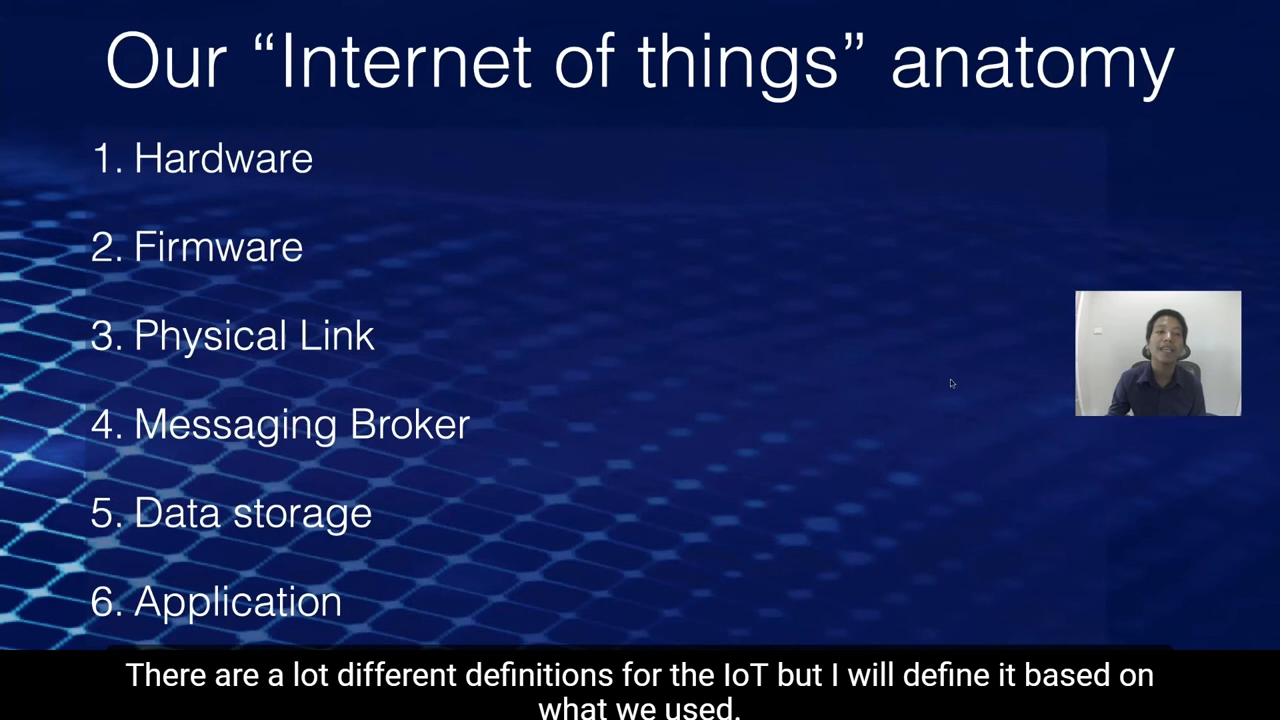 Our “Internet of things” anatomy
1. Hardware
2. Firmware
3. Physical Link
4. Messaging Broker
5. Data storage
6. Application
There are a lot different definitions for the IoT but I will define it based on
what we used.